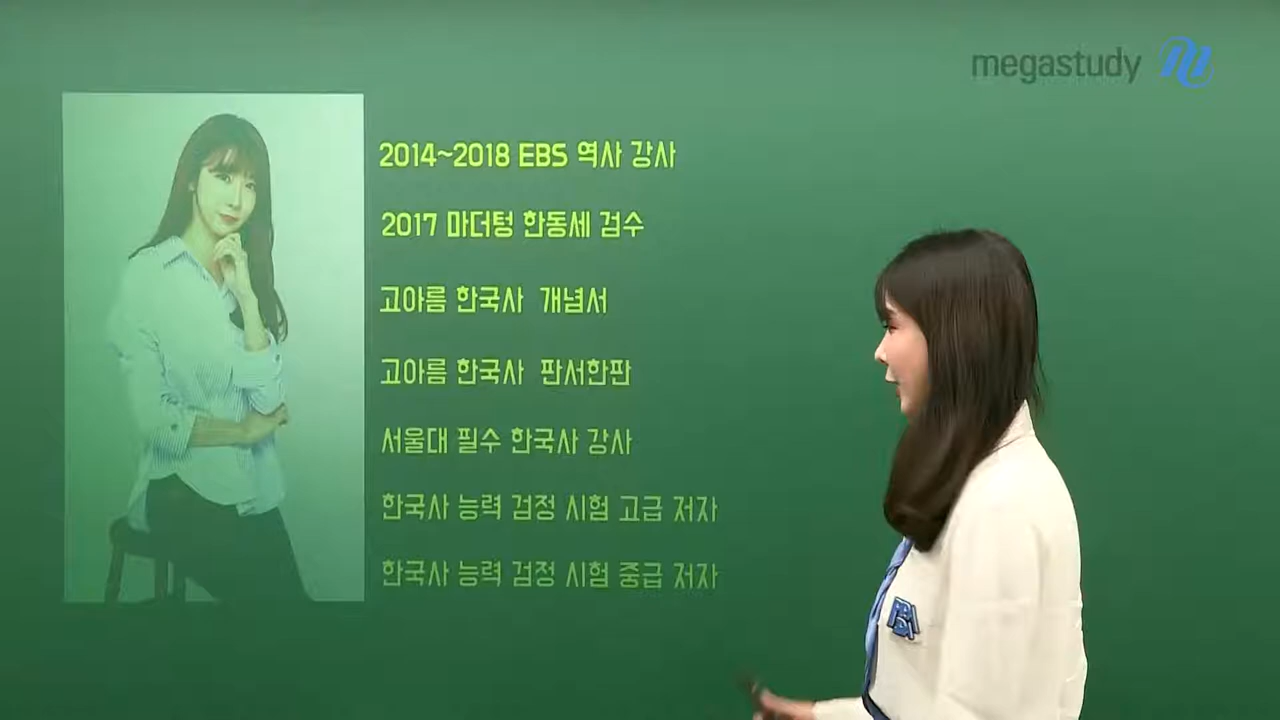 megastudy
2014~2018 EBS 역사 강사
2017 마더텅 한동세 검수
고아름 한국사 개념서
고아름 한국사 판서한판
서울대 필수 한국사 강사
한국사 능력 검정 시험 고급 저자
한국사 능력 검정 시험 중급 저자